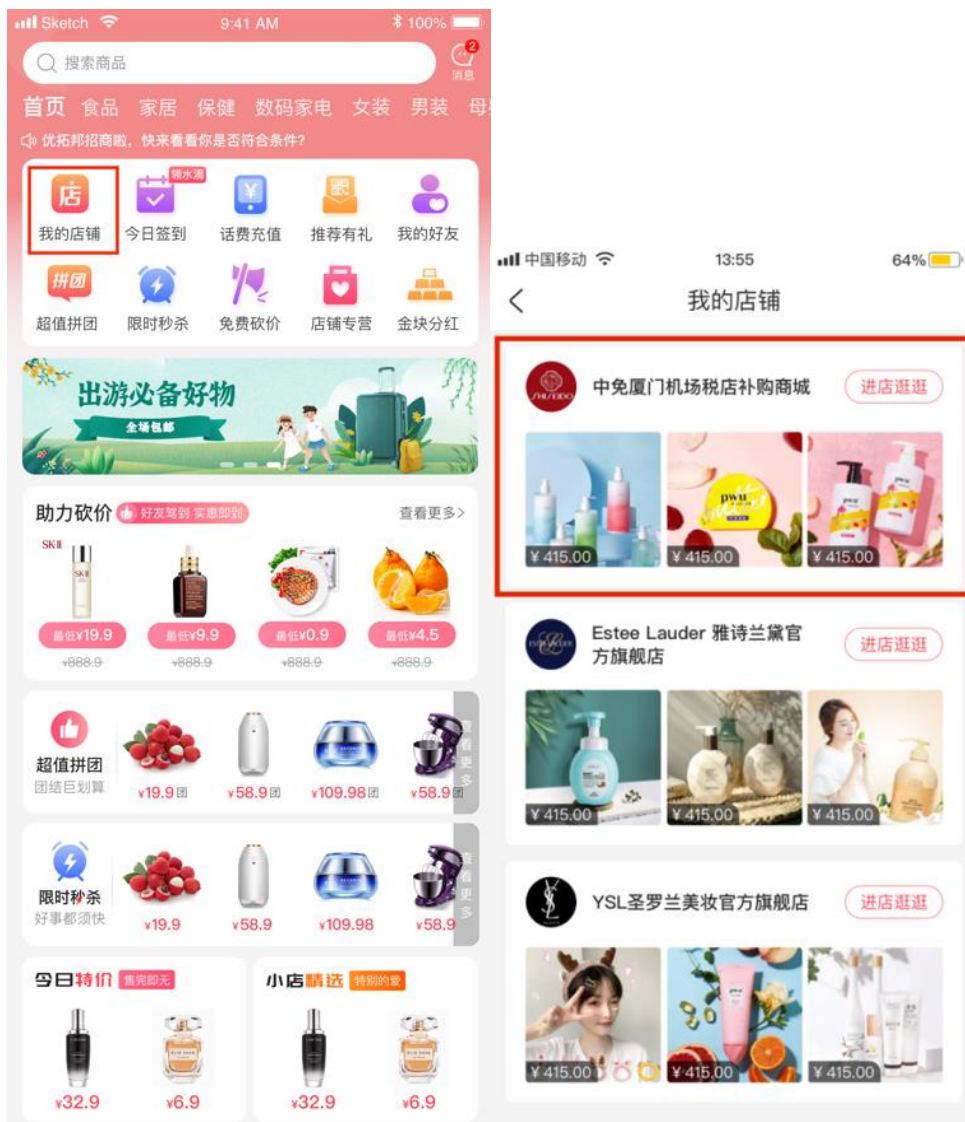 Sketch 9:41 AM 100%
搜索商品
2
消息
首页 食品 家居 保健 数码家电 女装 男装
优拓邦招商啦，快来看看你是否符合条件？
店
领水滴
我的店铺 今日签到 话费充值 推荐有礼 我的好友
拼团
超值拼团 限时秒杀 免费砍价 店铺专营 金块分红
出游必备好物
全场包邮
助力砍价 好友驾到 实惠即到 查看更多>
SKⅡ
最低¥19.9 最低¥9.9 最低¥0.9 最低¥4.5
¥888.9 ¥888.9 ¥888.9 ¥888.9
超值拼团
团结巨划算
¥19.9团 ¥58.9团 ¥109.98团 ¥58.9团
查看更多
限时秒杀
好事都须快
¥19.9 ¥58.9 ¥109.98 ¥58.9
查看更多
今日特价 售完即无
¥32.9 ¥6.9
小店精选 特别的爱
¥32.9 ¥6.9
中国移动 13:55 64%
我的店铺
SHISEIDO
中免厦门机场税店补购商城 进店逛逛
pwu
¥415.00 ¥415.00 ¥415.00
Estee Lauder 雅诗兰黛官
方旗舰店
进店逛逛
¥415.00 ¥415.00 ¥415.00
YSL圣罗兰美妆官方旗舰店 进店逛逛
¥415.00 ¥415.00 ¥415.00